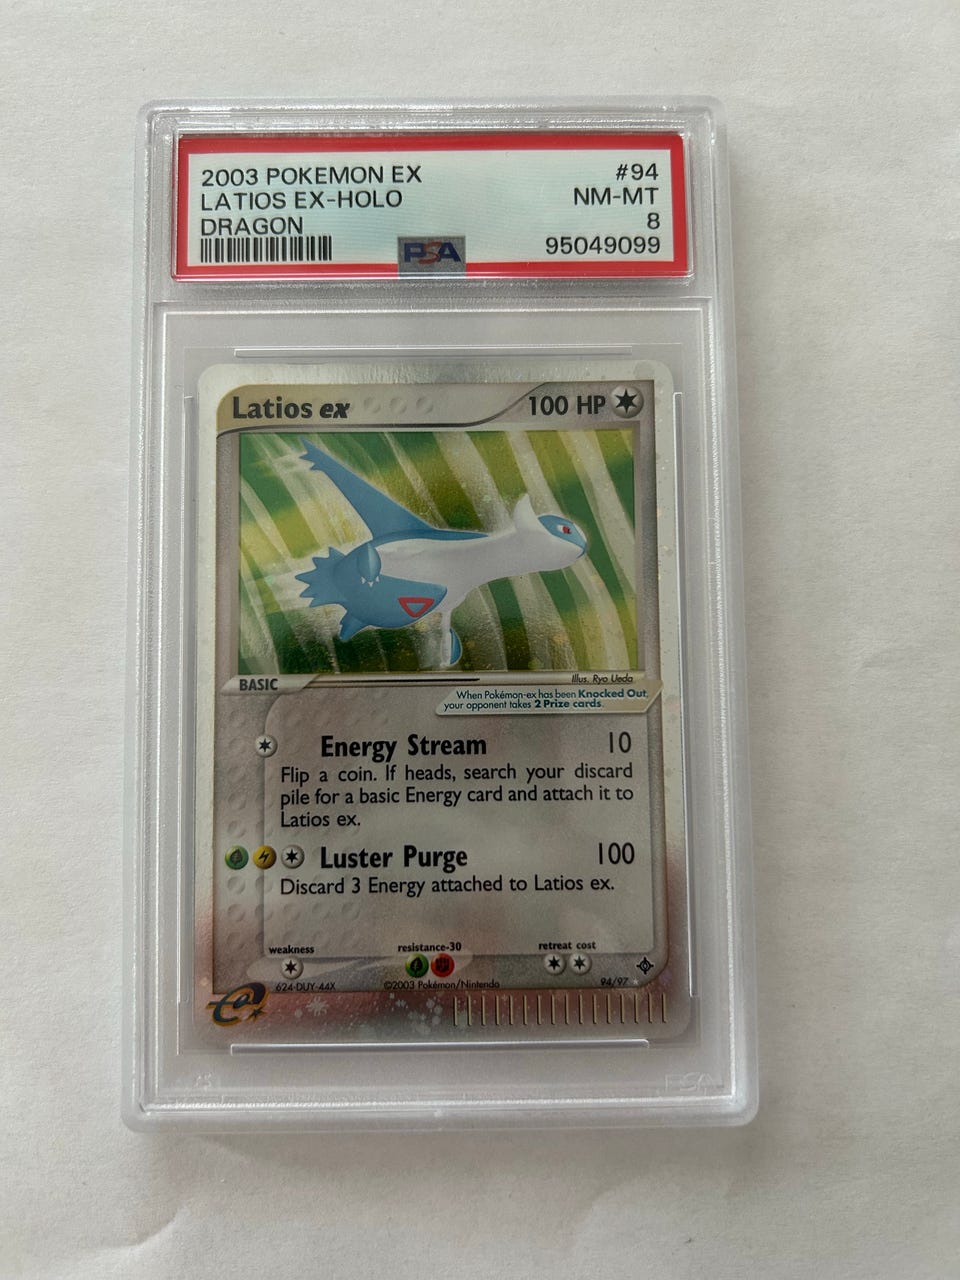 2003 POKEMON EX #94
LATIOS EX-HOLO NM-MT
DRAGON 8
PSA 95049099
Latios ex 100 HP
Illus. Ryo Ueda
BASIC
When Pokémon-ex has been Knocked Out,
your opponent takes 2 Prize cards.
Energy Stream 10
Flip a coin. If heads, search your discard
pile for a basic Energy card and attach it to
Latios ex.
Luster Purge 100
Discard 3 Energy attached to Latios ex.
weakness resistance-30 retreat cost
624-DUY-44X ©2003 Pokémon/Nintendo 94/97
e
PSA